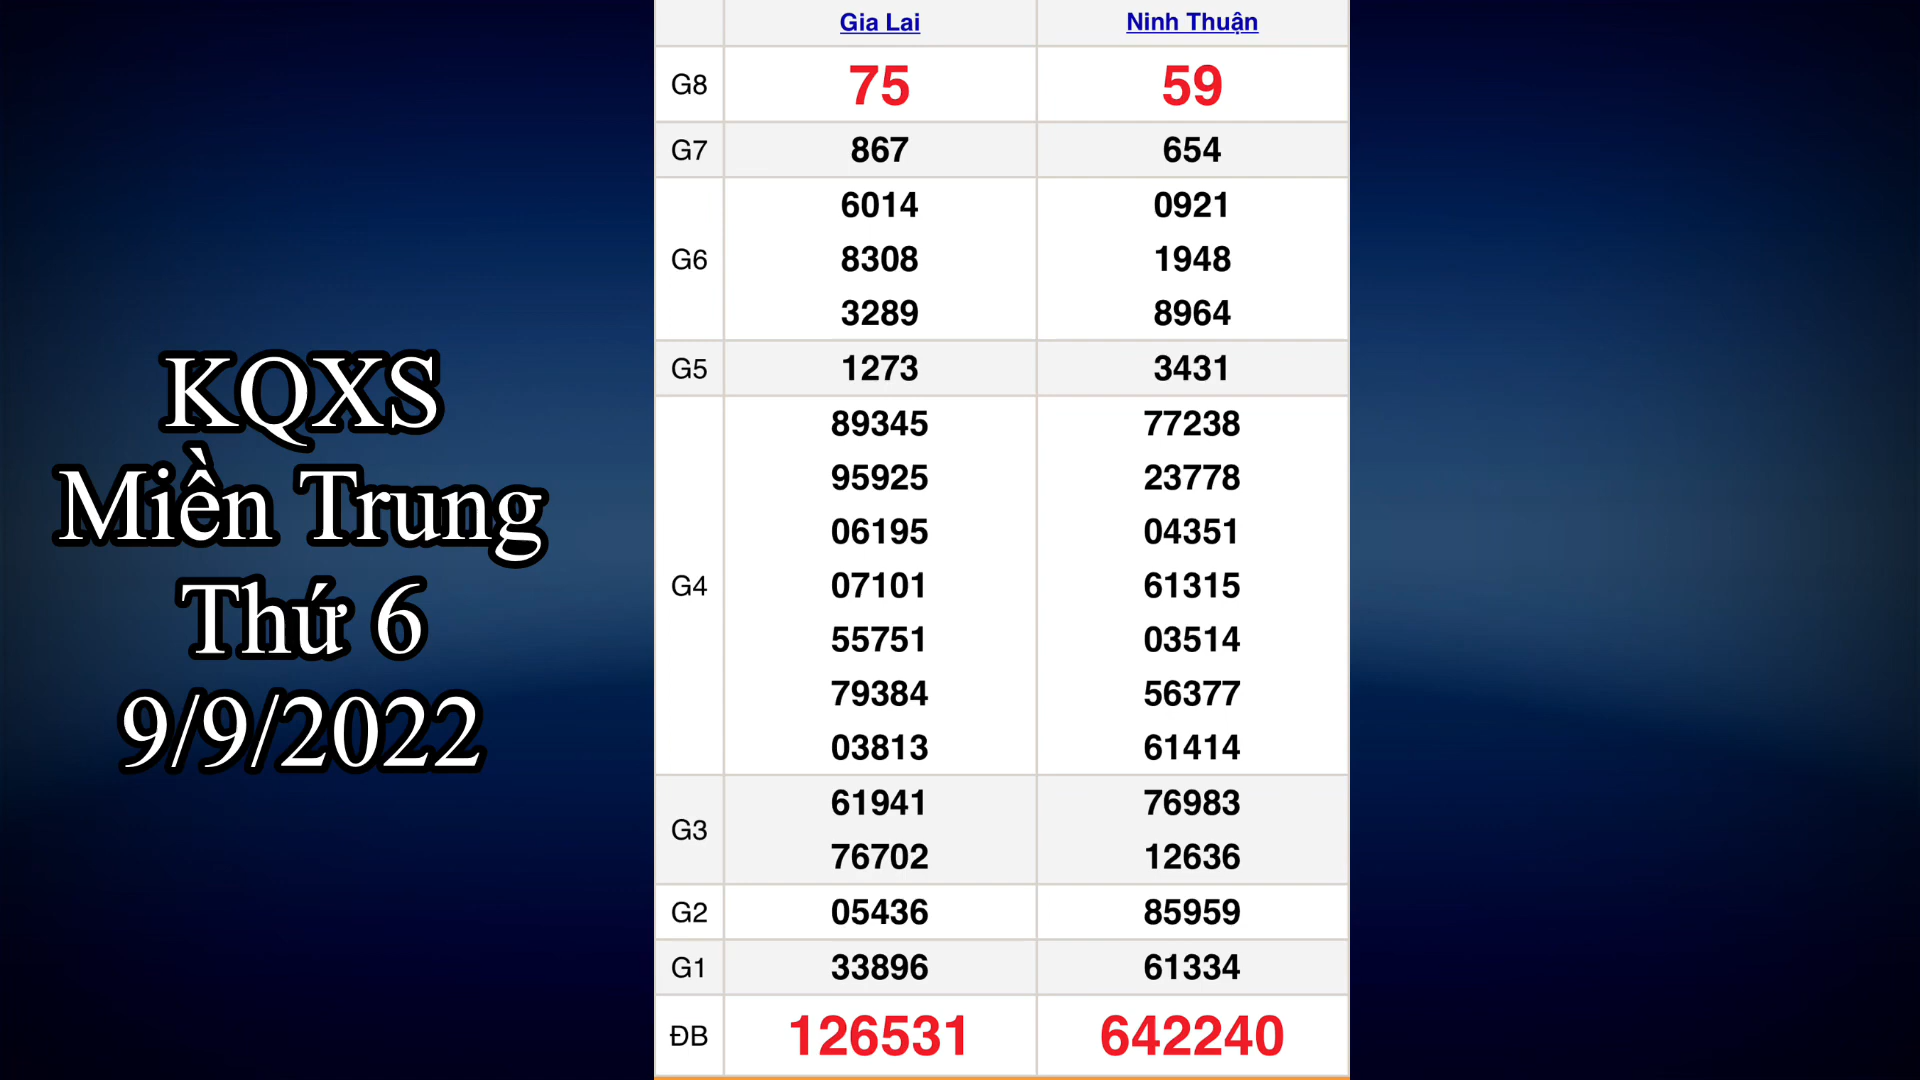 KQXS
Miền Trung
Thứ 6
9/9/2022
Gia Lai Ninh Thuận
G8 75 59
G7 867 654
6014 0921
G6 8308 1948
3289 8964
G5 1273 3431
89345 77238
95925 23778
06195 04351
G4 07101 61315
55751 03514
79384 56377
03813 61414
G3
61941 76983
76702 12636
G2 05436 85959
G1 33896 61334
ĐB 126531 642240